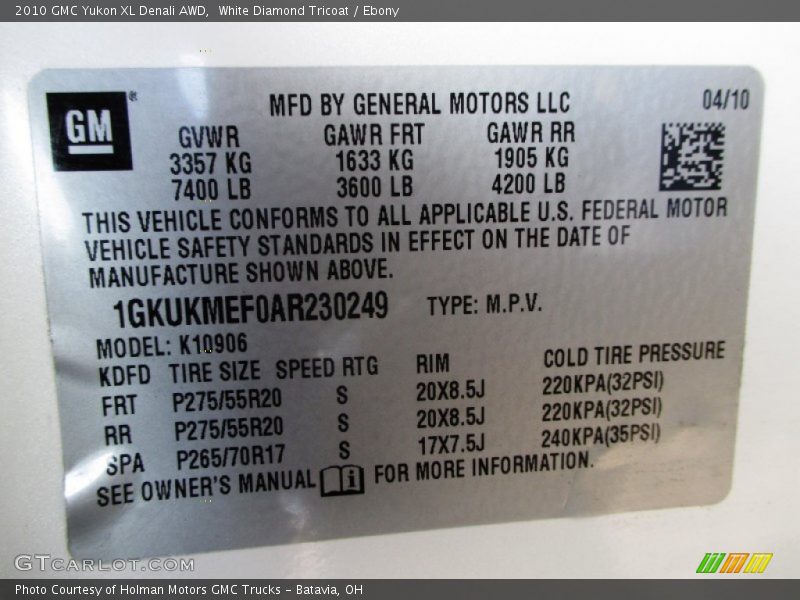 2010 GMC Yukon XL Denali AWD,  White Diamond Tricoat / Ebony
GM®
MFD BY GENERAL MOTORS LLC
04/10
GVWR GAWR FRT GAWR RR
3357 KG 1633 KG 1905 KG
7400 LB 3600 LB 4200 LB
THIS VEHICLE CONFORMS TO ALL APPLICABLE U.S. FEDERAL MOTOR
VEHICLE SAFETY STANDARDS IN EFFECT ON THE DATE OF
MANUFACTURE SHOWN ABOVE.
1GKUKMEF0AR230249 TYPE: M.P.V.
MODEL: K10906
KDFD TIRE SIZE SPEED RTG RIM COLD TIRE PRESSURE
FRT P275/55R20 S 20X8.5J 220KPA(32PSI)
RR P275/55R20 S 20X8.5J 220KPA(32PSI)
SPA P265/70R17 S 17X7.5J 240KPA(35PSI)
SEE OWNER'S MANUAL i FOR MORE INFORMATION.
GTCARLOT.COM
Photo Courtesy of Holman Motors GMC Trucks - Batavia, OH